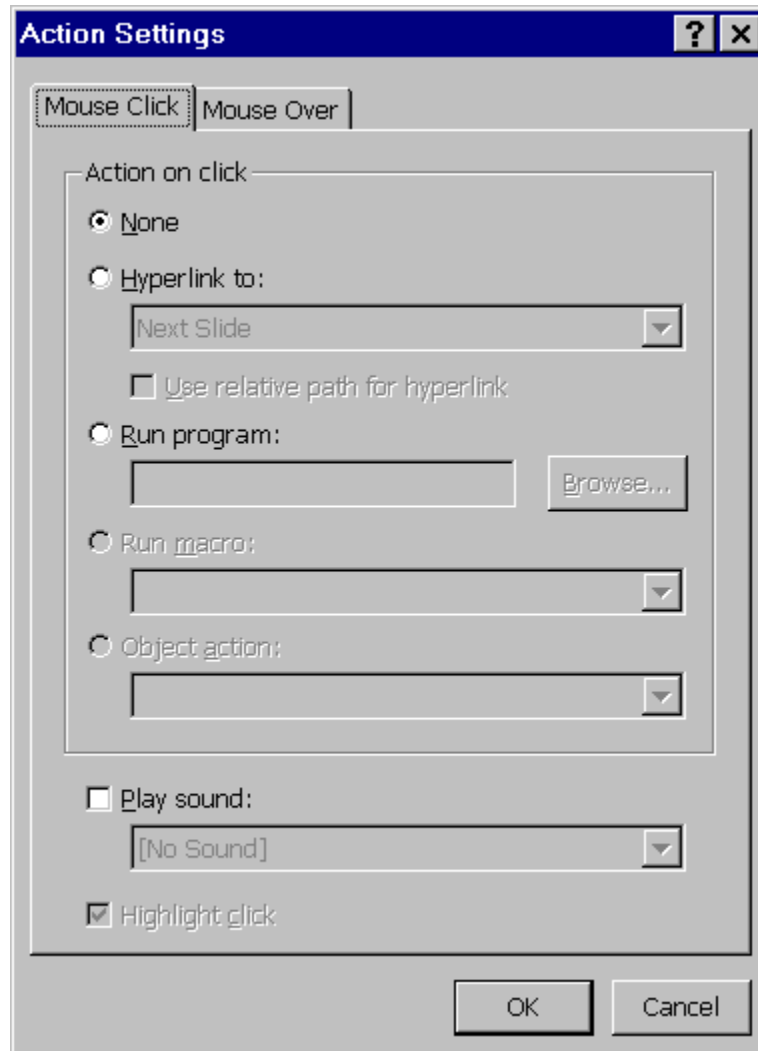 Action Settings
Mouse Click Mouse Over
Action on click
None
Hyperlink to:
Next Slide
Use relative path for hyperlink
Run program:
Browse...
Run macro:
Object action:
Play sound:
[No Sound]
Highlight click
OK Cancel